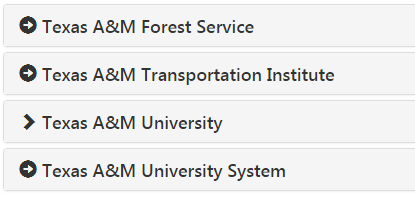 Texas A&M Forest Service
Texas A&M Transportation Institute
Texas A&M University
Texas A&M University System